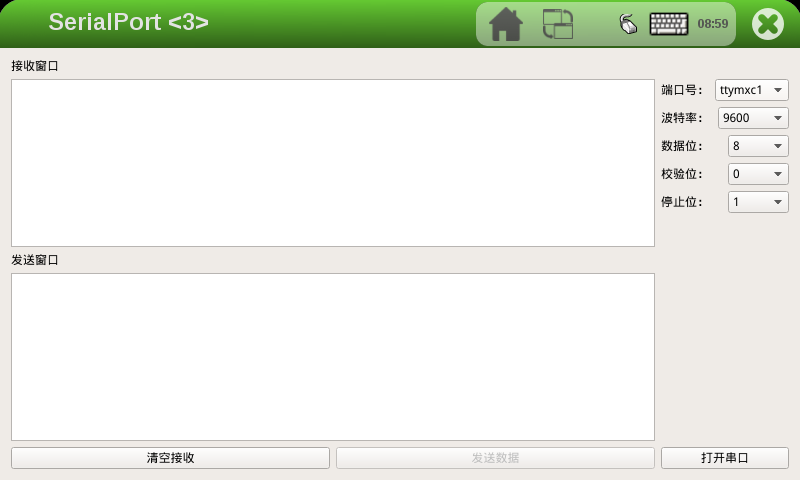 SerialPort <3>
08:59
接收窗口
端口号: ttymxc1
波特率: 9600
数据位: 8
校验位: 0
停止位: 1
发送窗口
清空接收 发送数据 打开串口